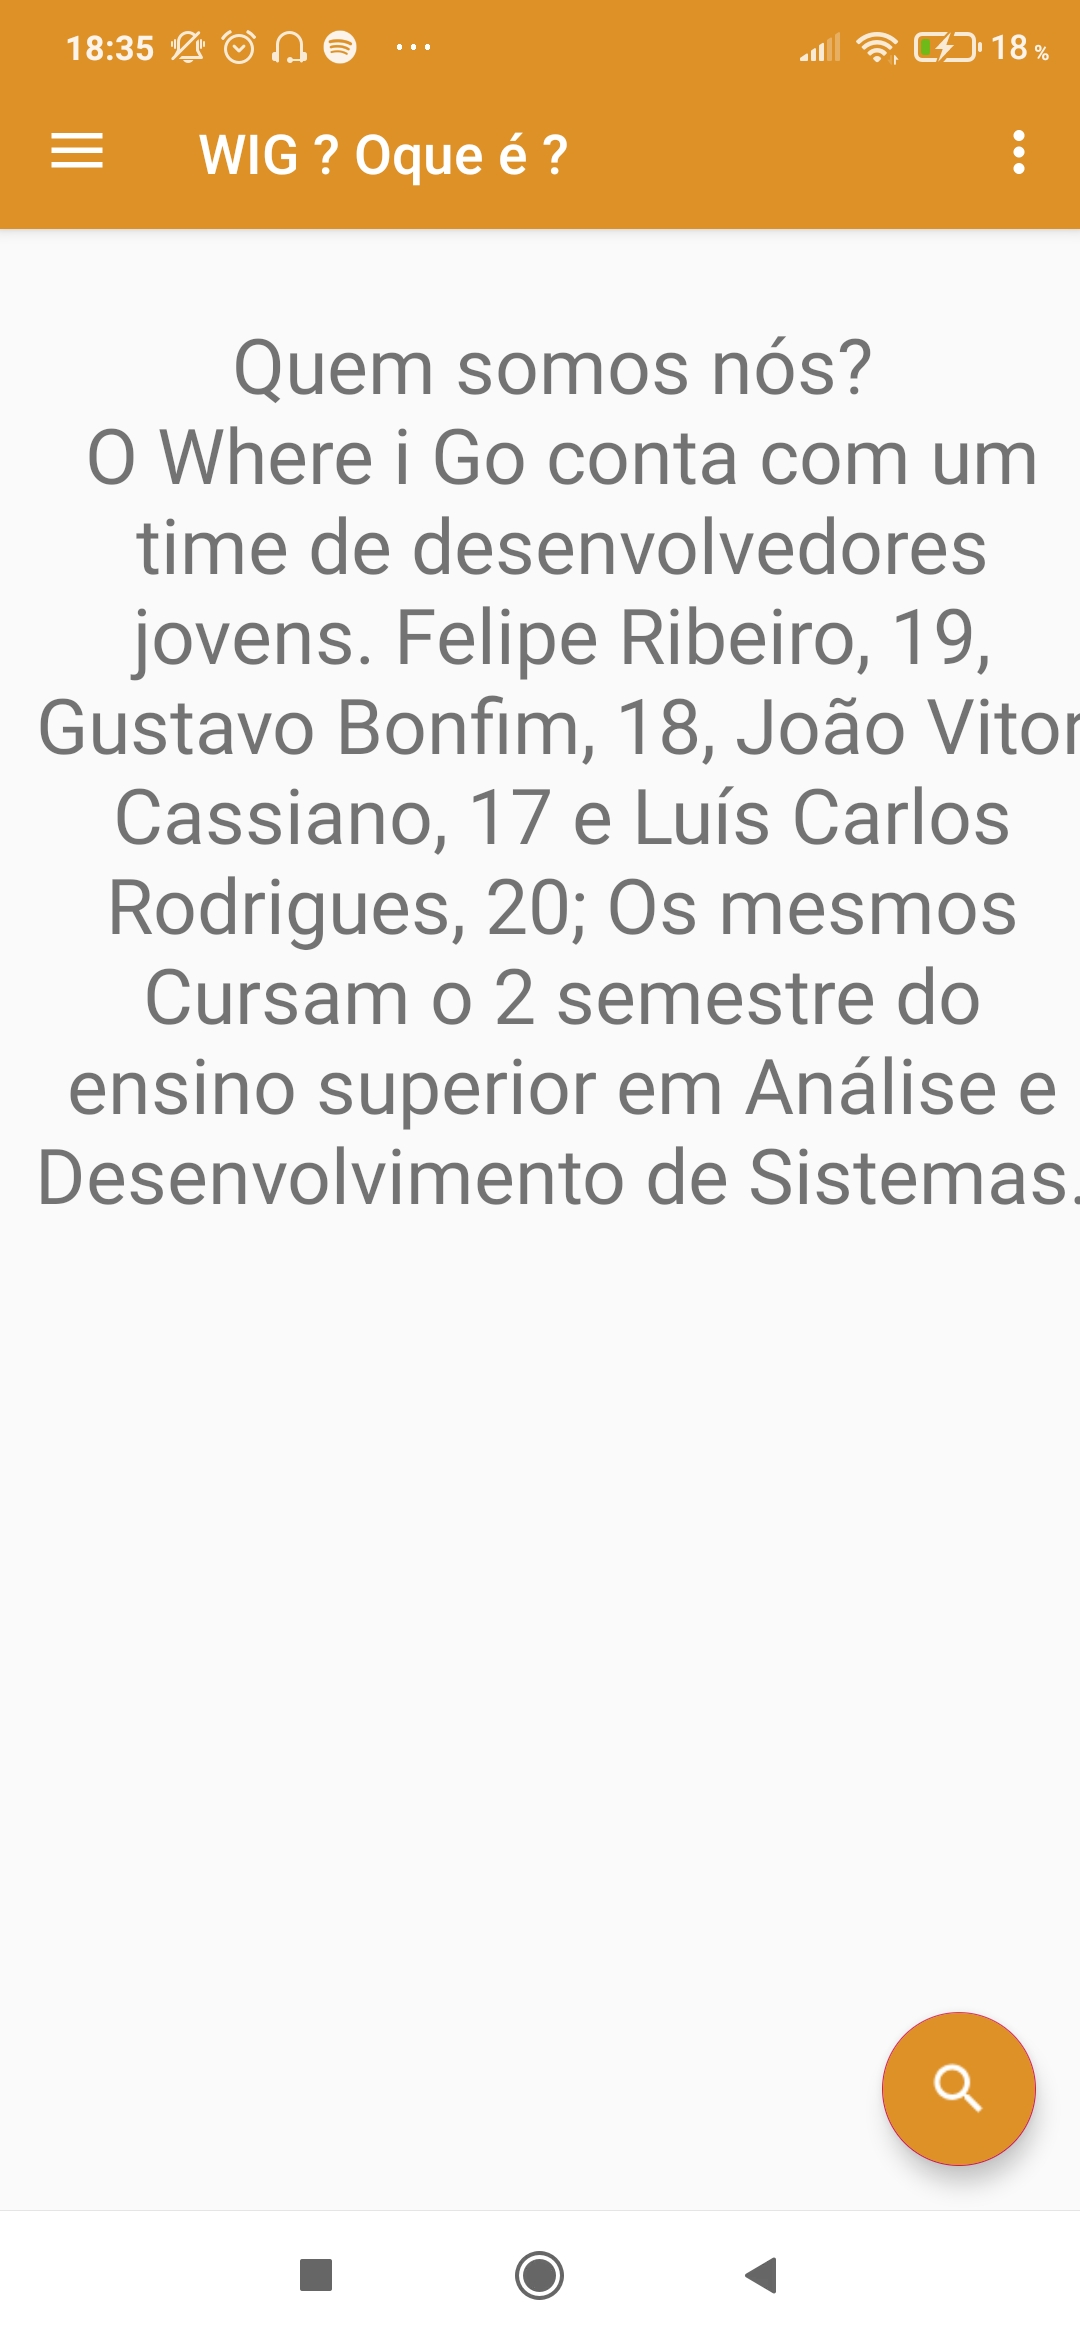 18:35
18 %
WIG ? Oque é ?
Quem somos nós?
O Where i Go conta com um
time de desenvolvedores
jovens. Felipe Ribeiro, 19,
Gustavo Bonfim, 18, João Vitor
Cassiano, 17 e Luís Carlos
Rodrigues, 20; Os mesmos
Cursam o 2 semestre do
ensino superior em Análise e
Desenvolvimento de Sistemas.